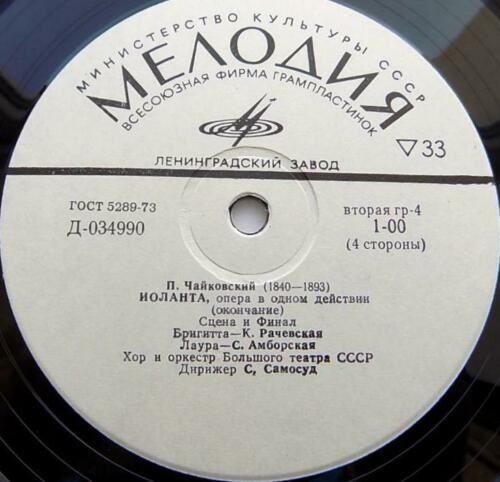 МИНИСТЕРСТВО КУЛЬТУРЫ СССР
МЕЛОДИЯ
ВСЕСОЮЗНАЯ ФИРМА ГРАМПЛАСТИНОК
▽33
ЛЕНИНГРАДСКИЙ ЗАВОД
ГОСТ 5289-73
Д-034990
вторая гр-4
1-00
(4 стороны)
П. Чайковский (1840—1893)
ИОЛАНТА, опера в одном действии
(окончание)
Сцена и Финал
Бригитта—К. Рачевская
Лаура—С. Амборская
Хор и оркестр Большого театра СССР
Дирижер С, Самосуд